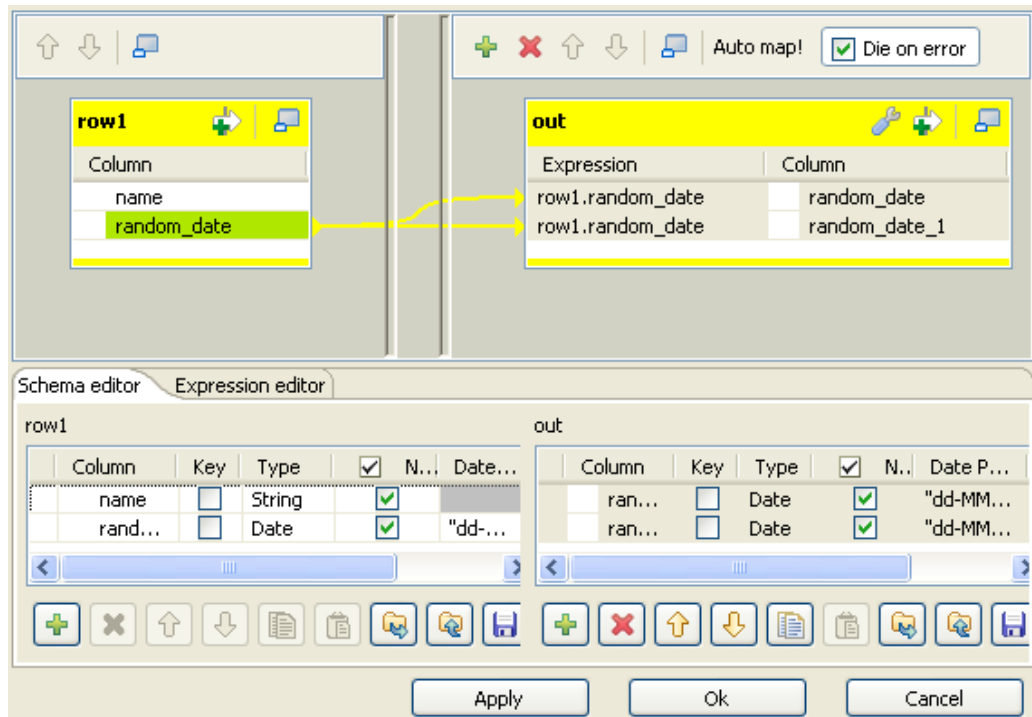 Auto map! Die on error
row1
Column
name
random_date
out
Expression Column
row1.random_date random_date
row1.random_date random_date_1
Schema editor Expression editor
row1
Column Key Type N... Date...
name String
rand... Date "dd-...
out
Column Key Type N.. Date P...
ran... Date "dd-MM...
ran... Date "dd-MM...
Apply Ok Cancel